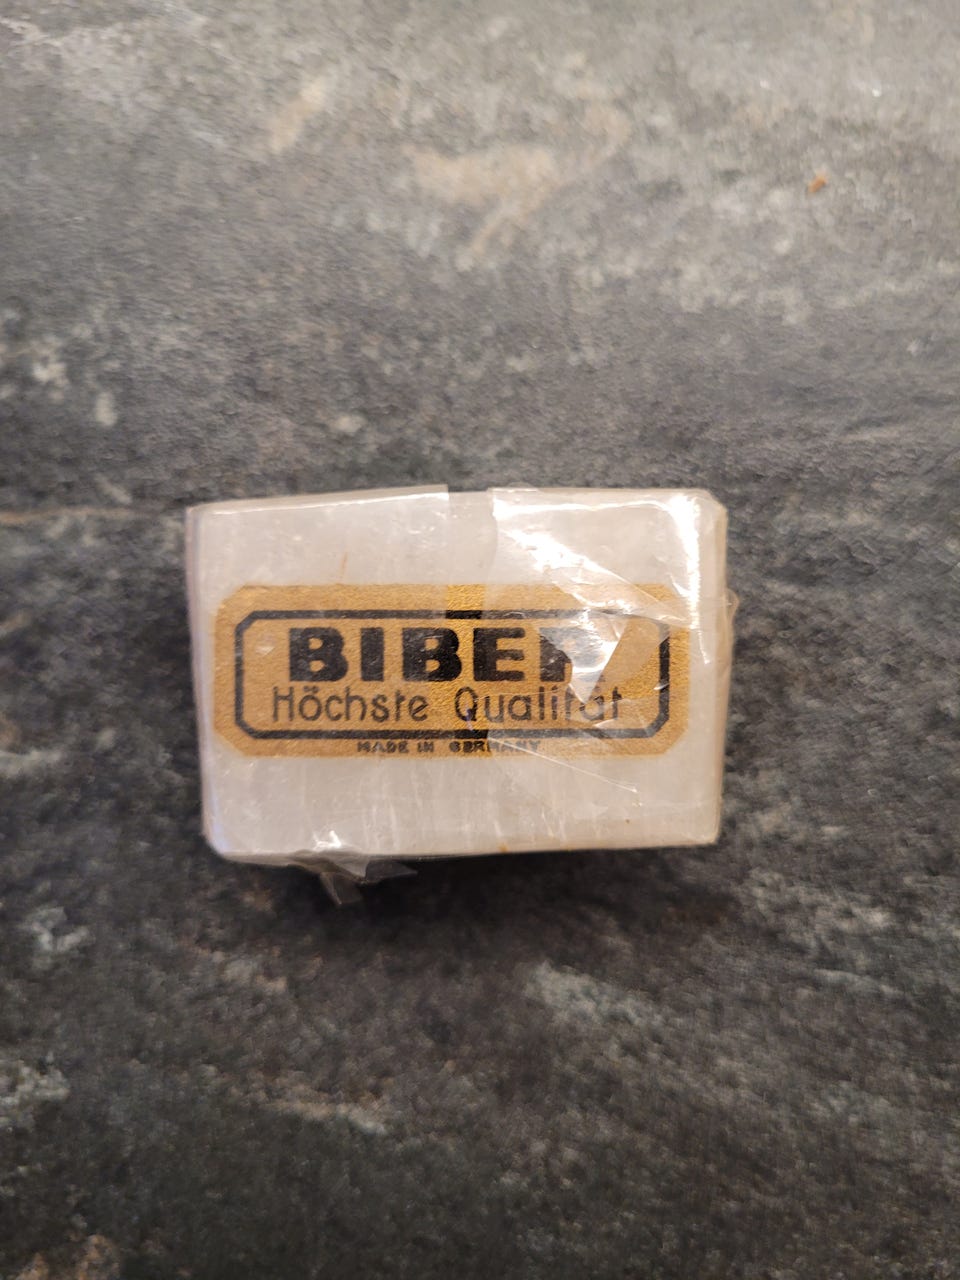 BIBER
Höchste Qualität
MADE IN GERMANY